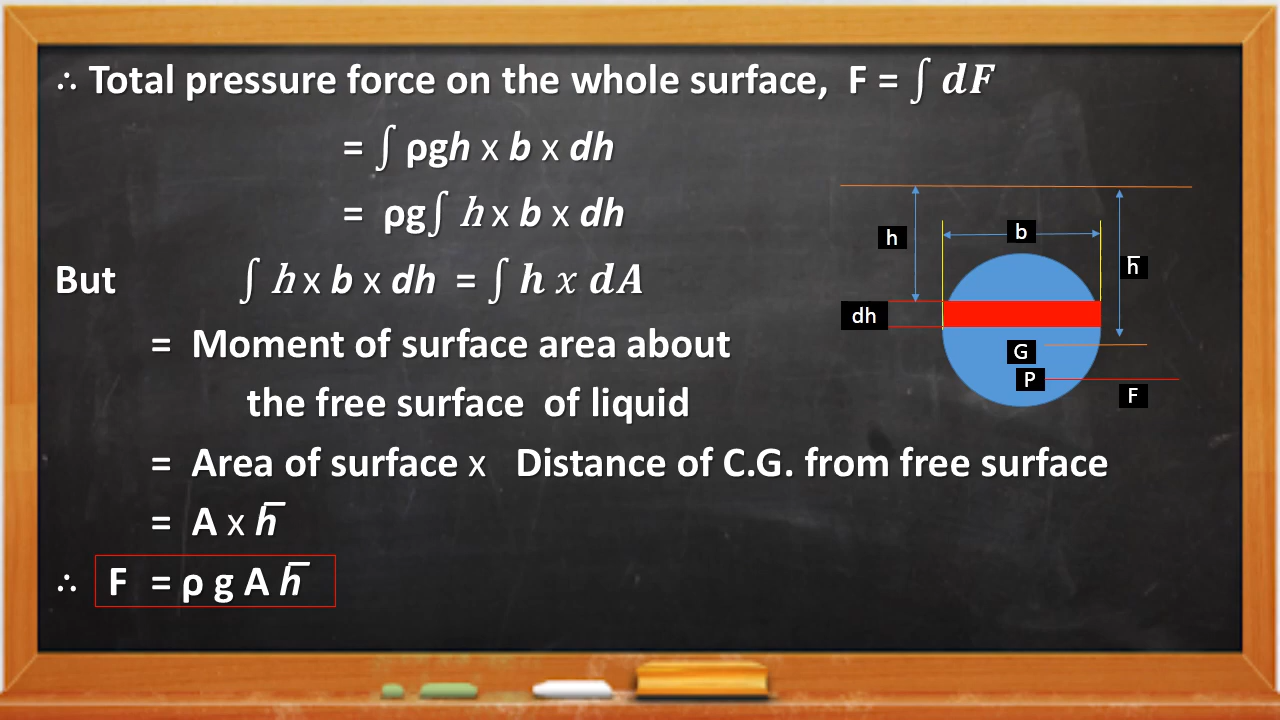 ∴ Total pressure force on the whole surface, F = ∫ dF
= ∫ ρgh x b x dh
= ρg∫ h x b x dh
But ∫ h x b x dh = ∫ h x dA
= Moment of surface area about
the free surface of liquid
= Area of surface x Distance of C.G. from free surface
= A x h̅
∴ F = ρ g A h̅
h
b
h̅
dh
G
P
F